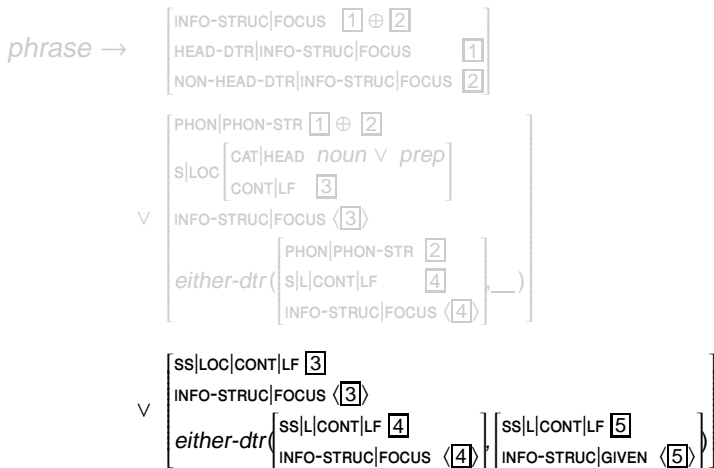 phrase → INFO-STRUC|FOCUS 1 ⊕ 2
HEAD-DTR|INFO-STRUC|FOCUS 1
NON-HEAD-DTR|INFO-STRUC|FOCUS 2
PHON|PHON-STR 1 ⊕ 2
S|LOC CAT|HEAD noun ∨ prep
CONT|LF 3
∨ INFO-STRUC|FOCUS ⟨3⟩
either-dtr( PHON|PHON-STR 2
S|L|CONT|LF 4
INFO-STRUC|FOCUS ⟨4⟩ ,__)
∨ SS|LOC|CONT|LF 3
INFO-STRUC|FOCUS ⟨3⟩
either-dtr( SS|L|CONT|LF 4 , SS|L|CONT|LF 5 )
INFO-STRUC|FOCUS ⟨4⟩ INFO-STRUC|GIVEN ⟨5⟩